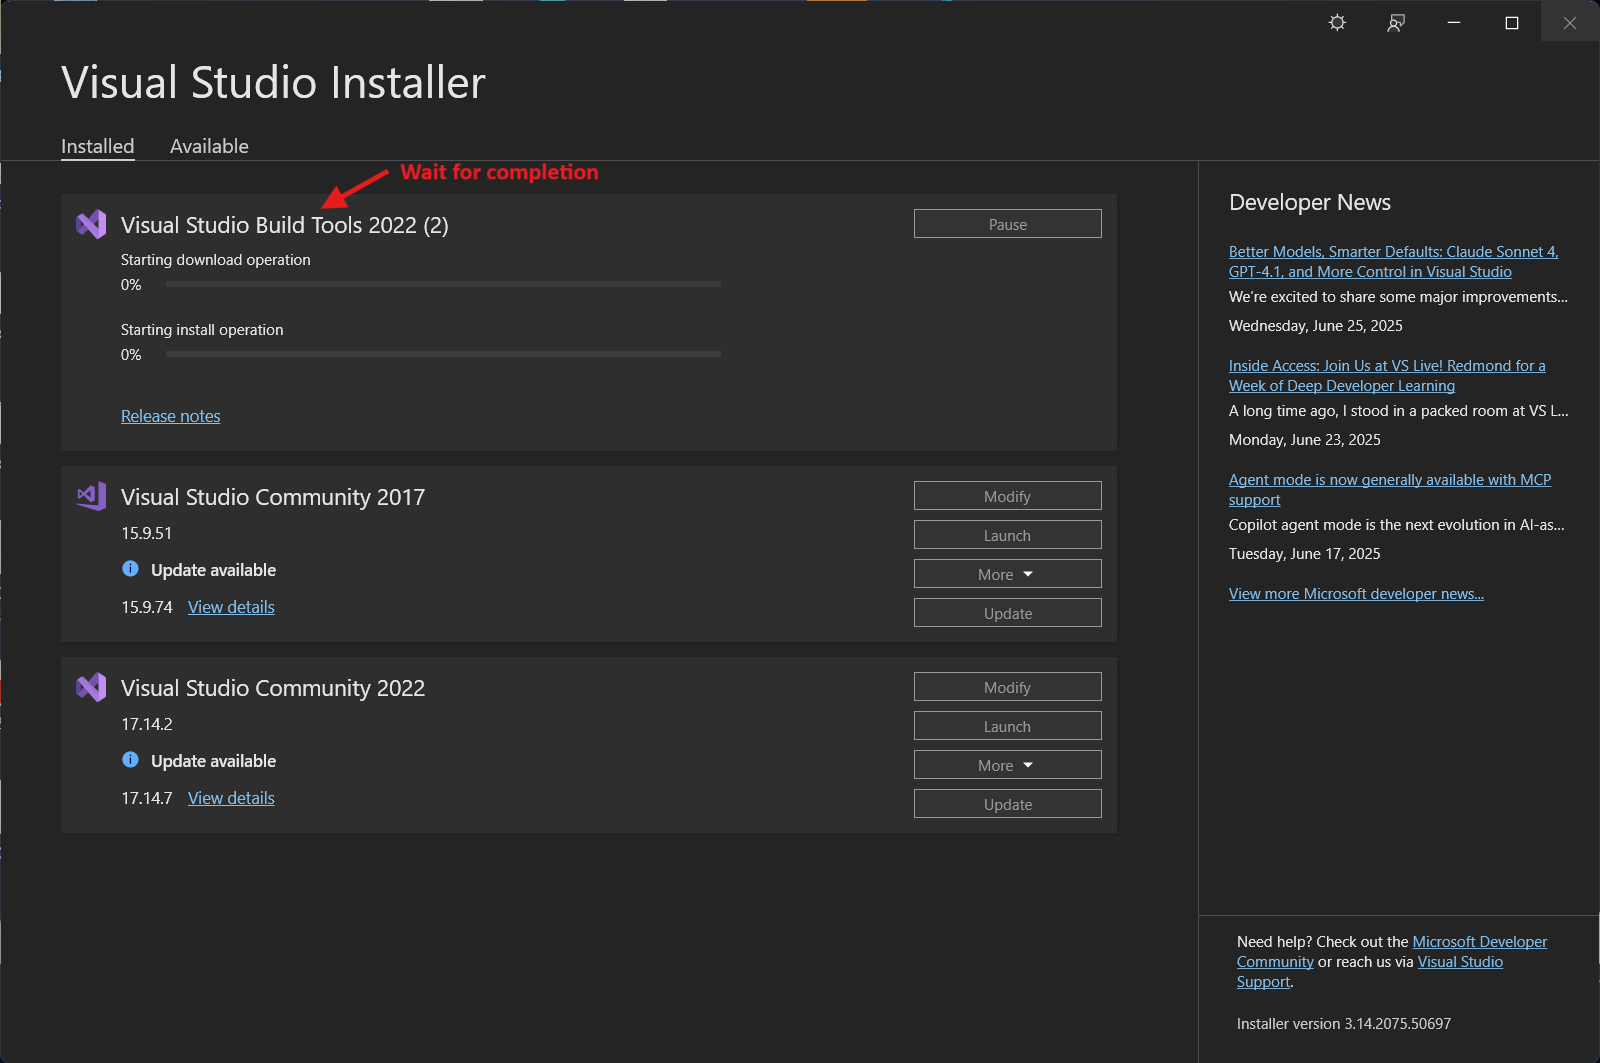 Visual Studio Installer
Installed
Available
Wait for completion
Visual Studio Build Tools 2022 (2)
Pause
Starting download operation
0%
Starting install operation
0%
Release notes
Visual Studio Community 2017
15.9.51
Update available
15.9.74 View details
Modify
Launch
More
Update
Visual Studio Community 2022
17.14.2
Update available
17.14.7 View details
Modify
Launch
More
Update
Developer News
Better Models, Smarter Defaults: Claude Sonnet 4,
GPT-4.1, and More Control in Visual Studio
We're excited to share some major improvements...
Wednesday, June 25, 2025
Inside Access: Join Us at VS Live! Redmond for a
Week of Deep Developer Learning
A long time ago, I stood in a packed room at VS L...
Monday, June 23, 2025
Agent mode is now generally available with MCP
support
Copilot agent mode is the next evolution in AI-as...
Tuesday, June 17, 2025
View more Microsoft developer news...
Need help? Check out the Microsoft Developer
Community or reach us via Visual Studio
Support.
Installer version 3.14.2075.50697